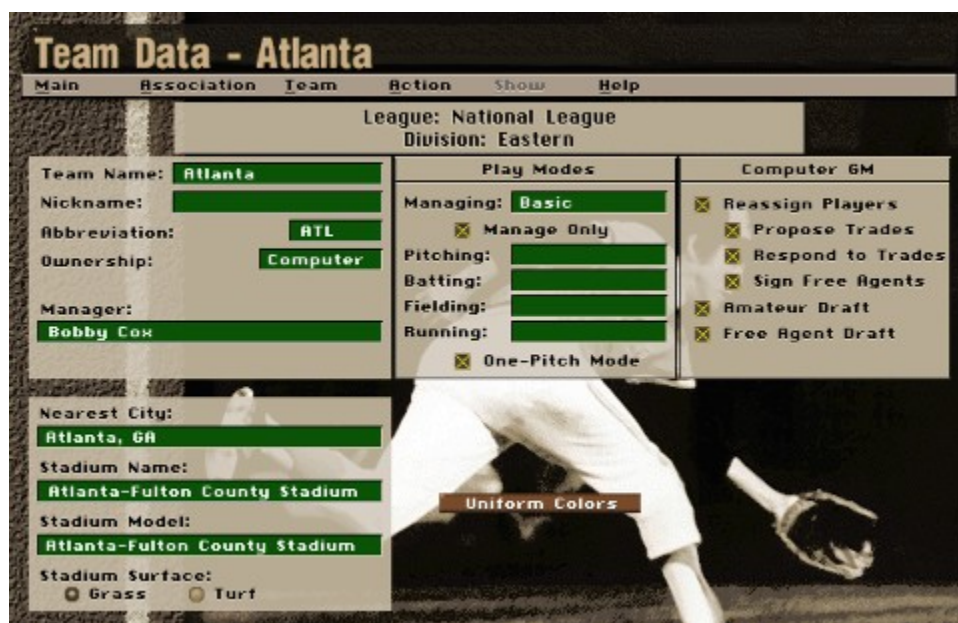 Team Data - Atlanta
Main Association Team Action Show Help
League: National League
Division: Eastern
Team Name: Atlanta
Nickname:
Abbreviation: ATL
Ownership: Computer
Manager:
Bobby Cox
Play Modes
Managing: Basic
Manage Only
Pitching:
Batting:
Fielding:
Running:
One-Pitch Mode
Computer GM
Reassign Players
Propose Trades
Respond to Trades
Sign Free Agents
Amateur Draft
Free Agent Draft
Nearest City:
Atlanta, GA
Stadium Name:
Atlanta-Fulton County Stadium
Stadium Model:
Atlanta-Fulton County Stadium
Stadium Surface:
Grass Turf
Uniform Colors